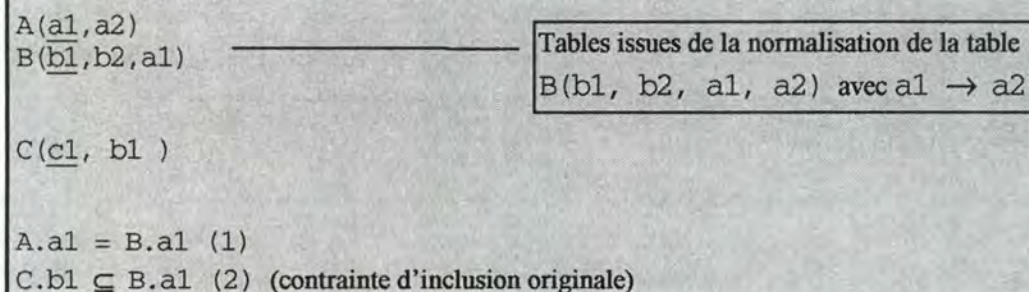 A(a1,a2)
B(b1,b2,a1)
Tables issues de la normalisation de la table
B(b1, b2, a1, a2) avec a1 → a2
C(c1, b1 )
A.a1 = B.a1 (1)
C.b1 ⊆ B.a1 (2) (contrainte d'inclusion originale)